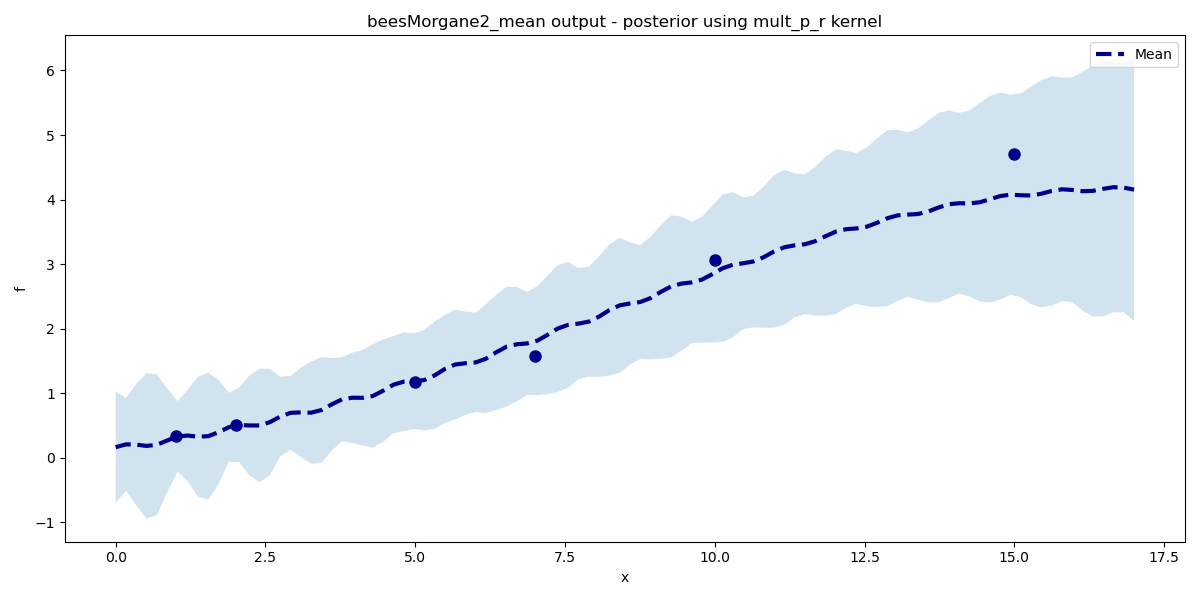 beesMorgane2_mean output - posterior using mult_p_r kernel
Mean
f
6
5
4
3
2
1
0
−1
0.0 2.5 5.0 7.5 10.0 12.5 15.0 17.5
x